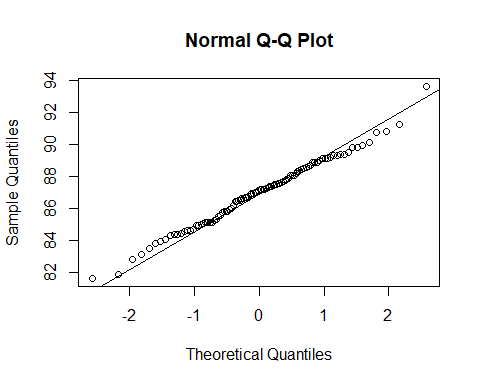 Normal Q-Q Plot
94
92
90
88
86
84
82
Sample Quantiles
-2 -1 0 1 2
Theoretical Quantiles